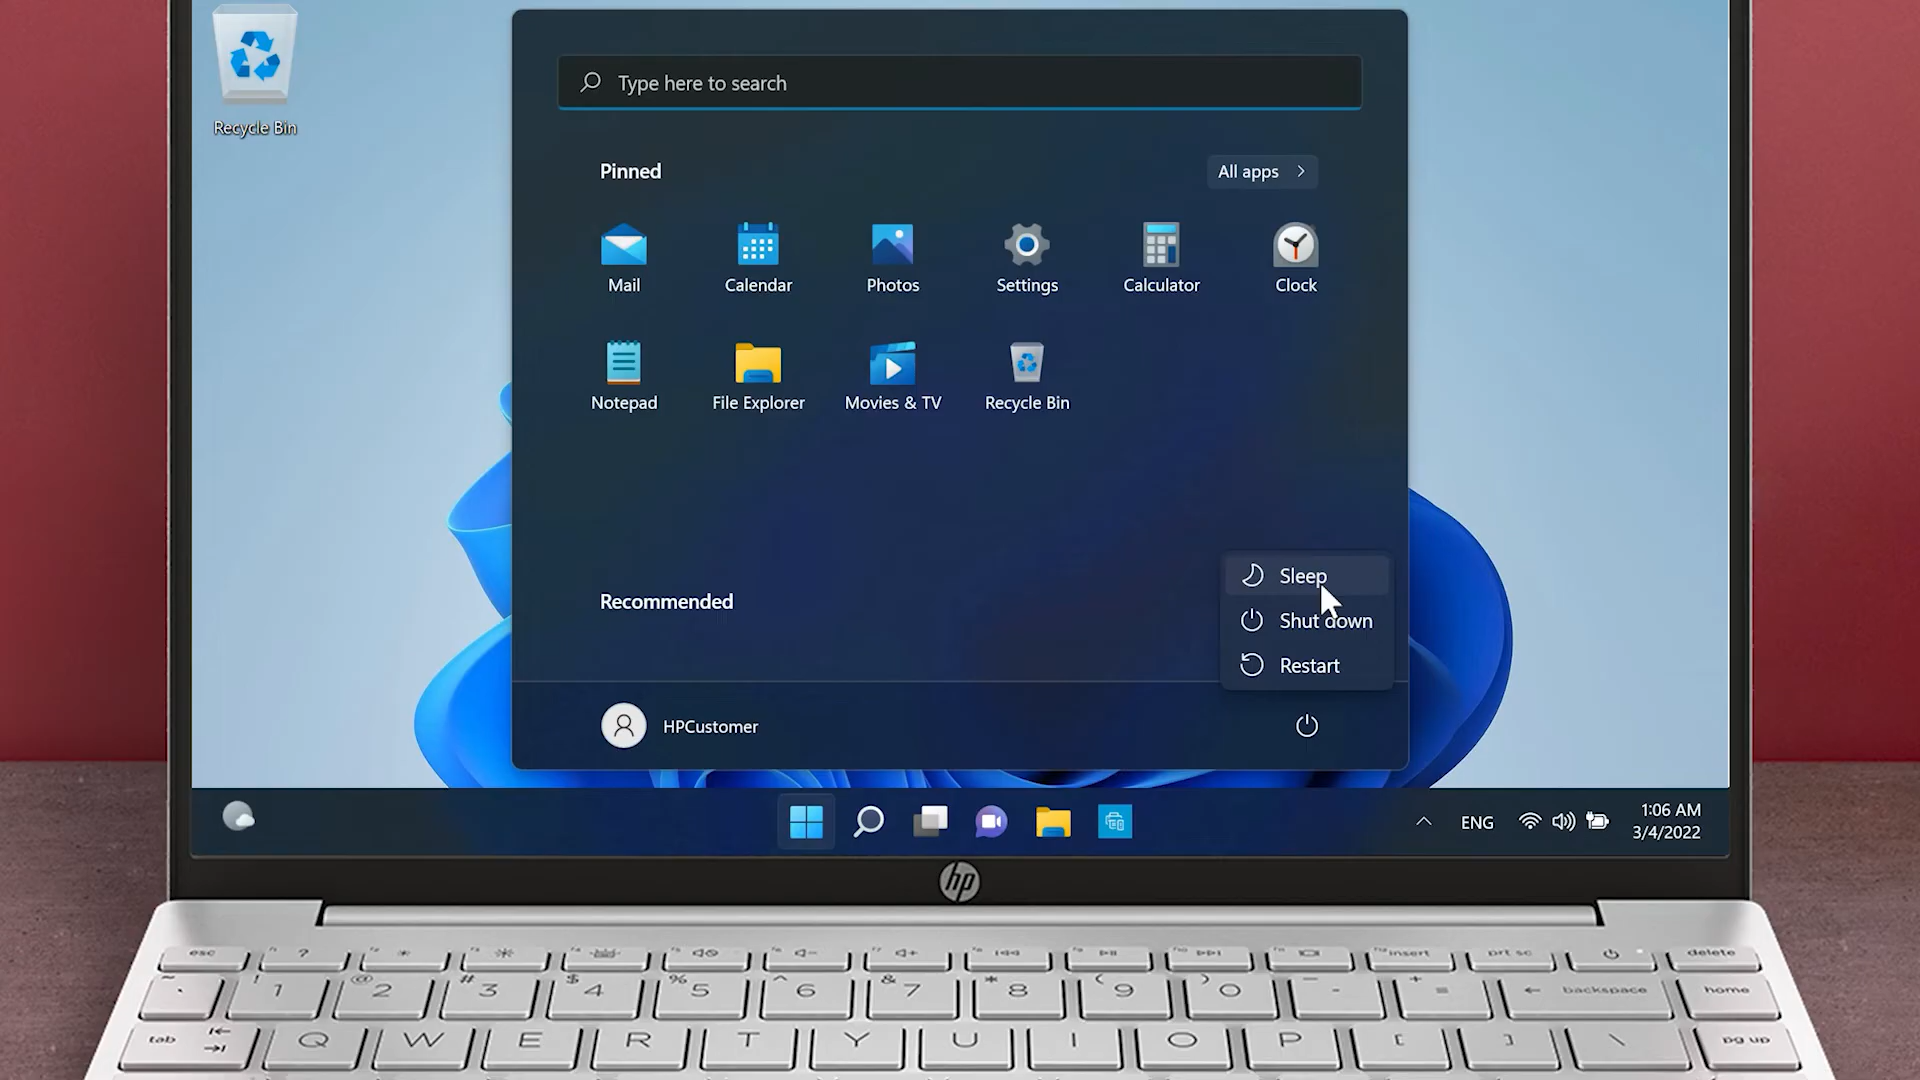 Recycle Bin
Type here to search
Pinned
All apps
Mail
Calendar
Photos
Settings
Calculator
Clock
Notepad
File Explorer
Movies & TV
Recycle Bin
Recommended
Sleep
Shut down
Restart
HPCustomer
ENG
1:06 AM
3/4/2022
hp
esc ? insert prt sc delete
~ ` ! 1 @ 2 # 3 $ 4 % 5 ^ 6 & 7 * 8 ( 9 ) 0 - + = backspace home
tab Q W E R T Y U I O P [ ] \ pg up